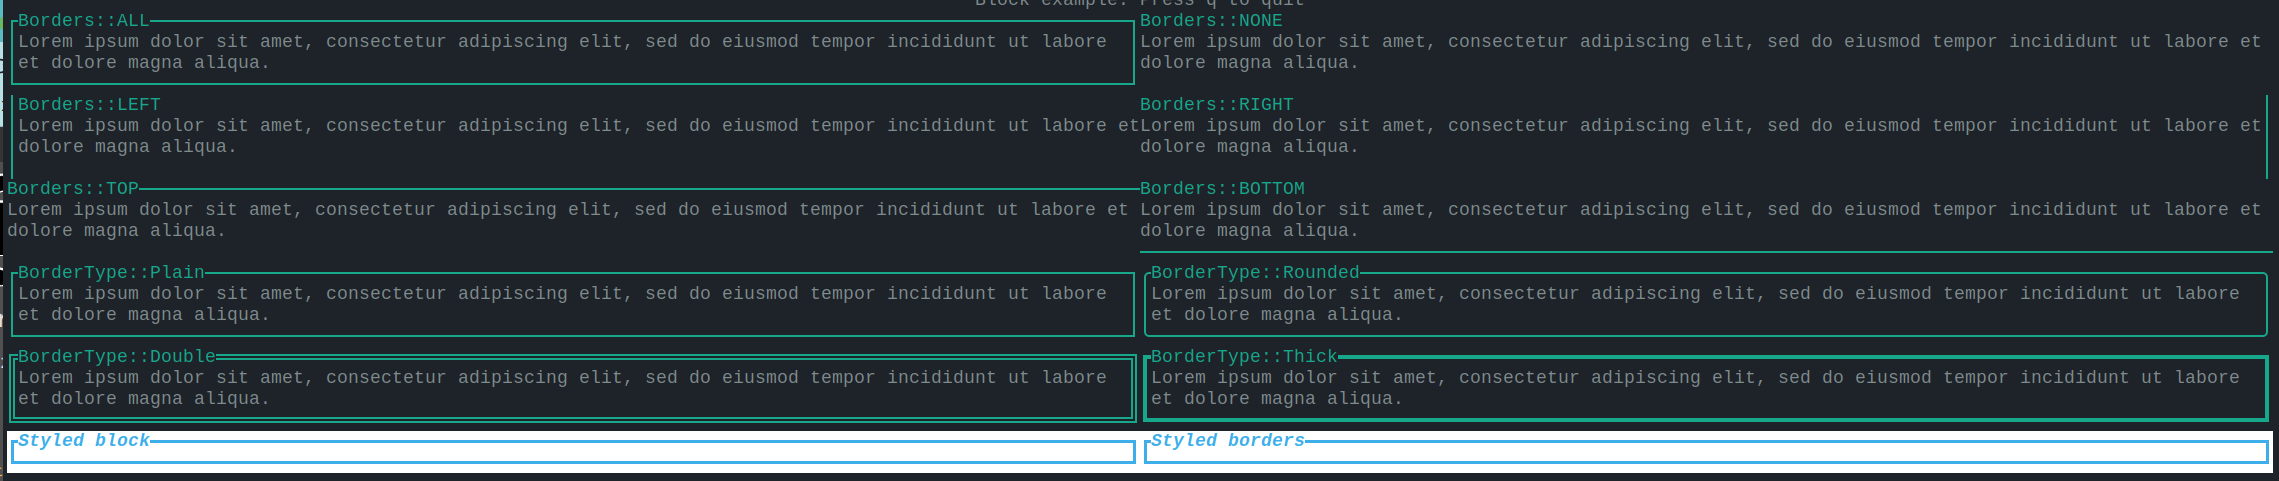 Block example. Press q to quit
Borders::ALL
Lorem ipsum dolor sit amet, consectetur adipiscing elit, sed do eiusmod tempor incididunt ut labore
et dolore magna aliqua.
Borders::NONE
Lorem ipsum dolor sit amet, consectetur adipiscing elit, sed do eiusmod tempor incididunt ut labore et
dolore magna aliqua.
Borders::LEFT
Lorem ipsum dolor sit amet, consectetur adipiscing elit, sed do eiusmod tempor incididunt ut labore et
dolore magna aliqua.
Borders::RIGHT
Lorem ipsum dolor sit amet, consectetur adipiscing elit, sed do eiusmod tempor incididunt ut labore et
dolore magna aliqua.
Borders::TOP
Lorem ipsum dolor sit amet, consectetur adipiscing elit, sed do eiusmod tempor incididunt ut labore et
dolore magna aliqua.
Borders::BOTTOM
Lorem ipsum dolor sit amet, consectetur adipiscing elit, sed do eiusmod tempor incididunt ut labore et
dolore magna aliqua.
BorderType::Plain
Lorem ipsum dolor sit amet, consectetur adipiscing elit, sed do eiusmod tempor incididunt ut labore
et dolore magna aliqua.
BorderType::Rounded
Lorem ipsum dolor sit amet, consectetur adipiscing elit, sed do eiusmod tempor incididunt ut labore
et dolore magna aliqua.
BorderType::Double
Lorem ipsum dolor sit amet, consectetur adipiscing elit, sed do eiusmod tempor incididunt ut labore
et dolore magna aliqua.
BorderType::Thick
Lorem ipsum dolor sit amet, consectetur adipiscing elit, sed do eiusmod tempor incididunt ut labore
et dolore magna aliqua.
Styled block
Styled borders